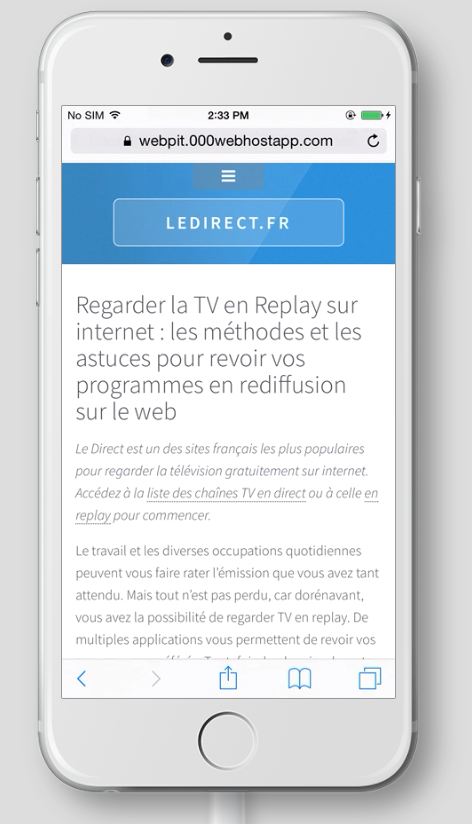 No SIM 2:33 PM
webpit.000webhostapp.com
LEDIRECT.FR
Regarder la TV en Replay sur
internet : les méthodes et les
astuces pour revoir vos
programmes en rediffusion
sur le web
Le Direct est un des sites français les plus populaires
pour regarder la télévision gratuitement sur internet.
Accédez à la liste des chaînes TV en direct ou à celle en
replay pour commencer.
Le travail et les diverses occupations quotidiennes
peuvent vous faire rater l'émission que vous avez tant
attendu. Mais tout n'est pas perdu, car dorénavant,
vous avez la possibilité de regarder TV en replay. De
multiples applications vous permettent de revoir vos